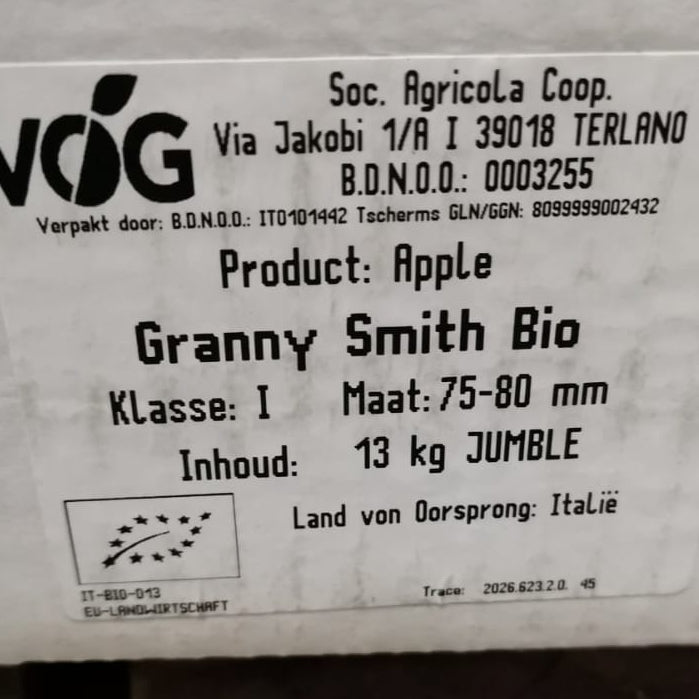 VOG
Soc. Agricola Coop.
Via Jakobi 1/A I 39018 TERLANO
B.D.N.O.O.: 0003255
Verpakt door: B.D.N.O.O.: IT0101442 Tscherms GLN/GGN: 8099999002432
Product: Apple
Granny Smith Bio
Klasse: I Maat: 75-80 mm
Inhoud: 13 kg JUMBLE
Land von Oorsprong: Italië
IT-BIO-013
EU-LANDWIRTSCHAFT
Trace: 2026.623.2.0. 45